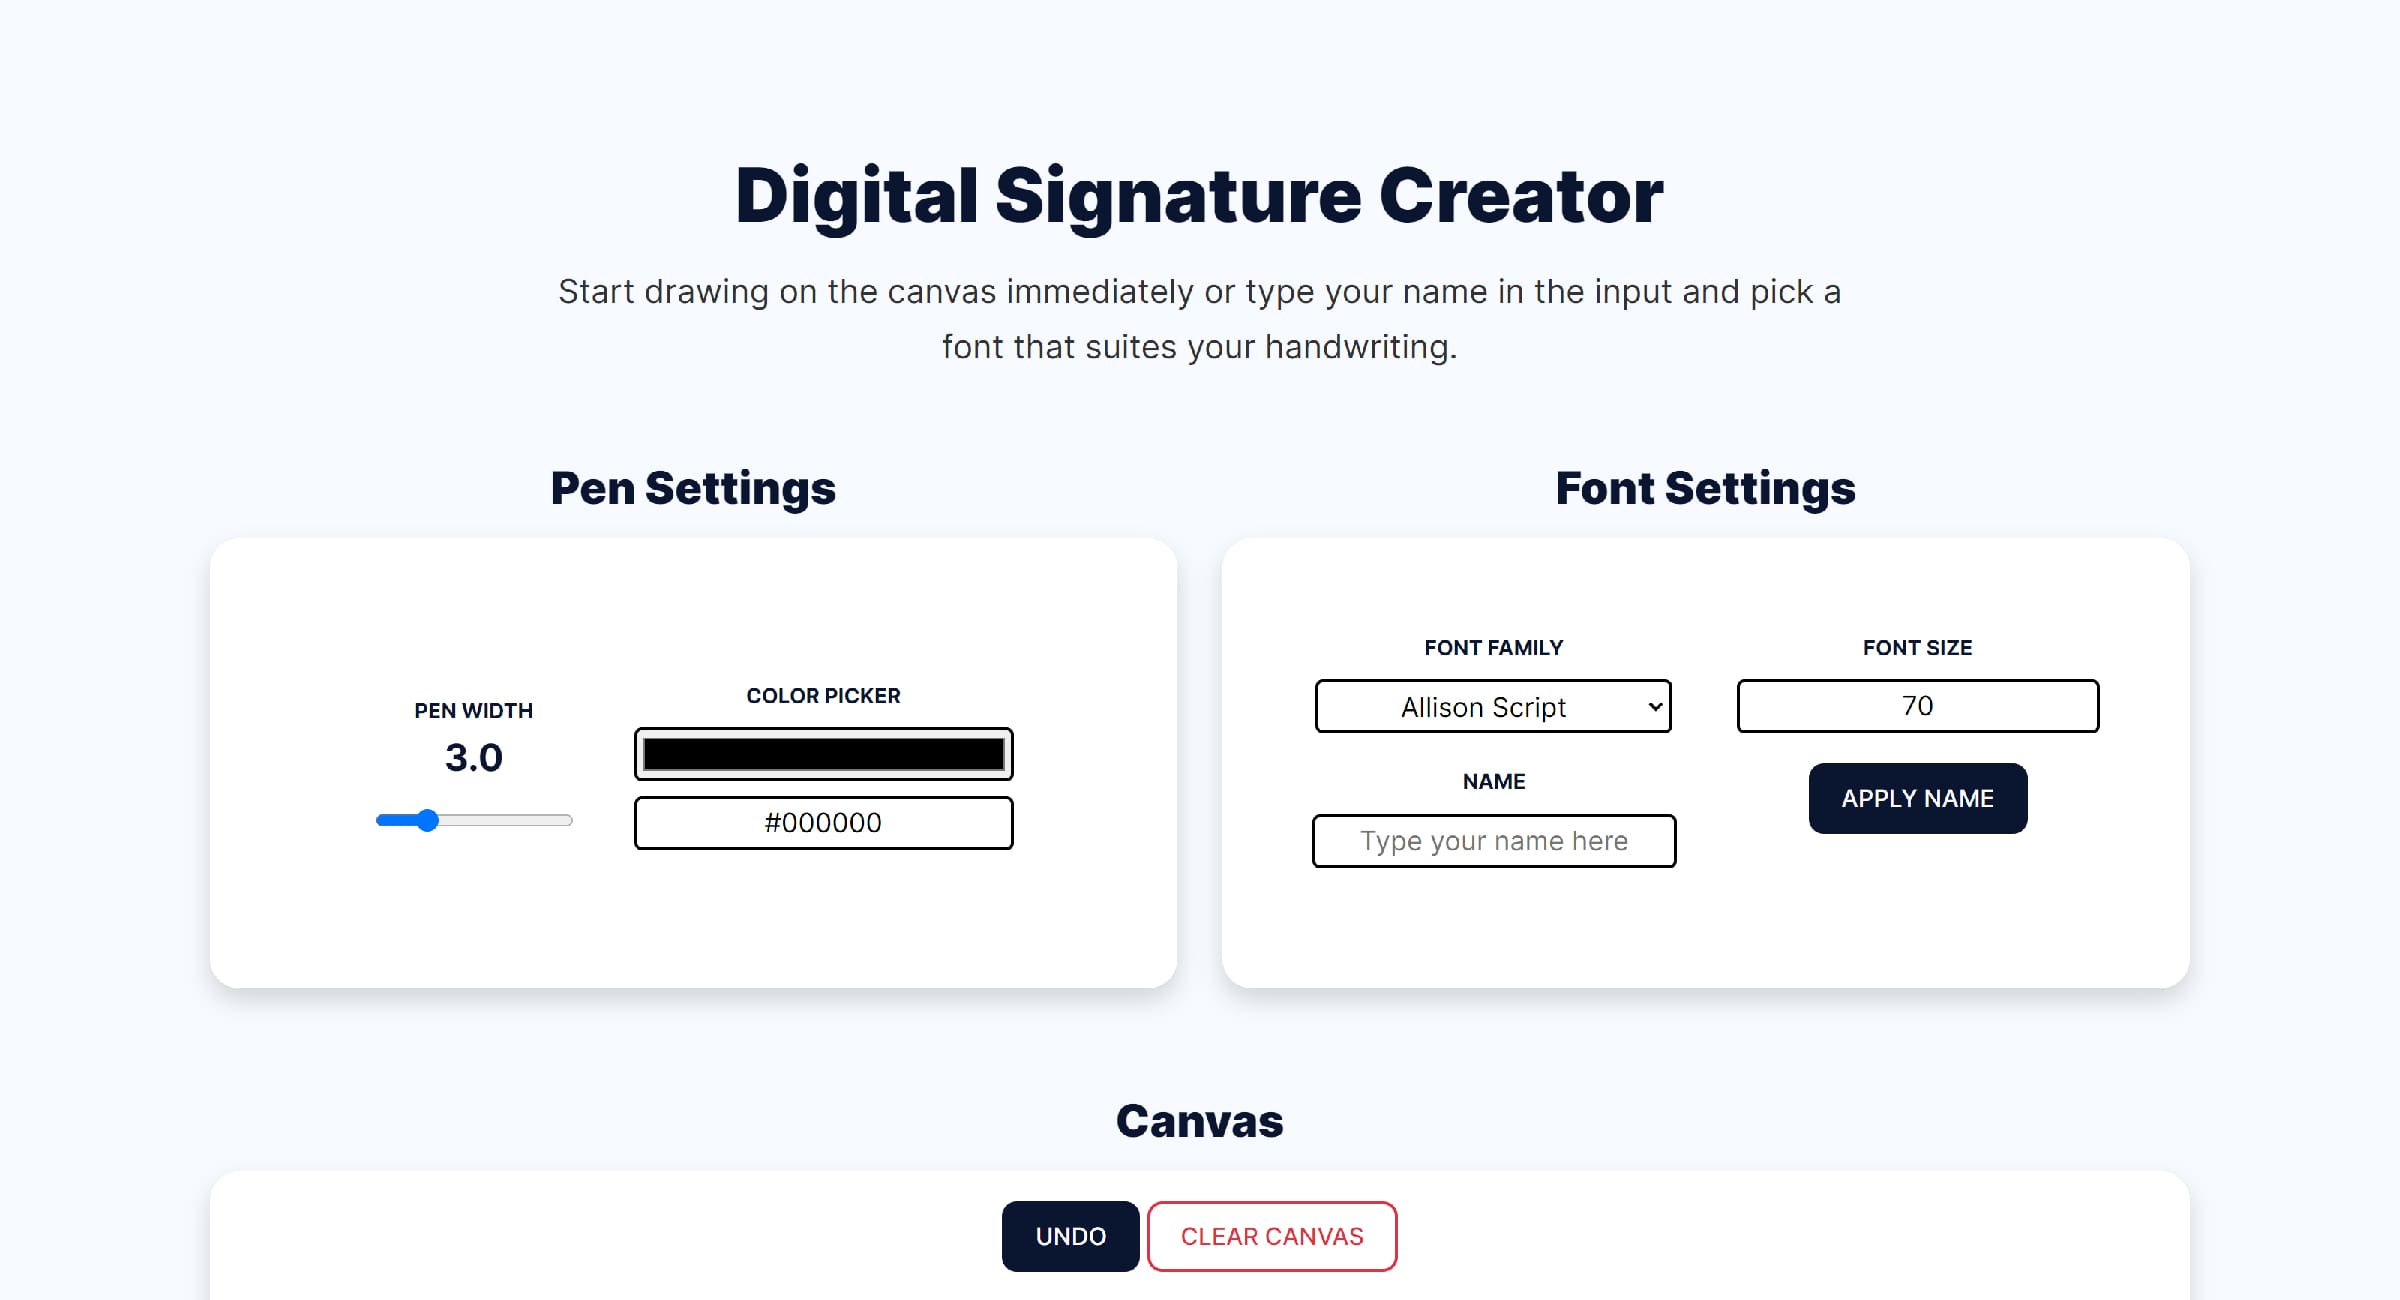 Digital Signature Creator
Start drawing on the canvas immediately or type your name in the input and pick a
font that suites your handwriting.
Pen Settings
PEN WIDTH
3.0
COLOR PICKER
#000000
Font Settings
FONT FAMILY
Allison Script
FONT SIZE
70
NAME
Type your name here
APPLY NAME
Canvas
UNDO
CLEAR CANVAS